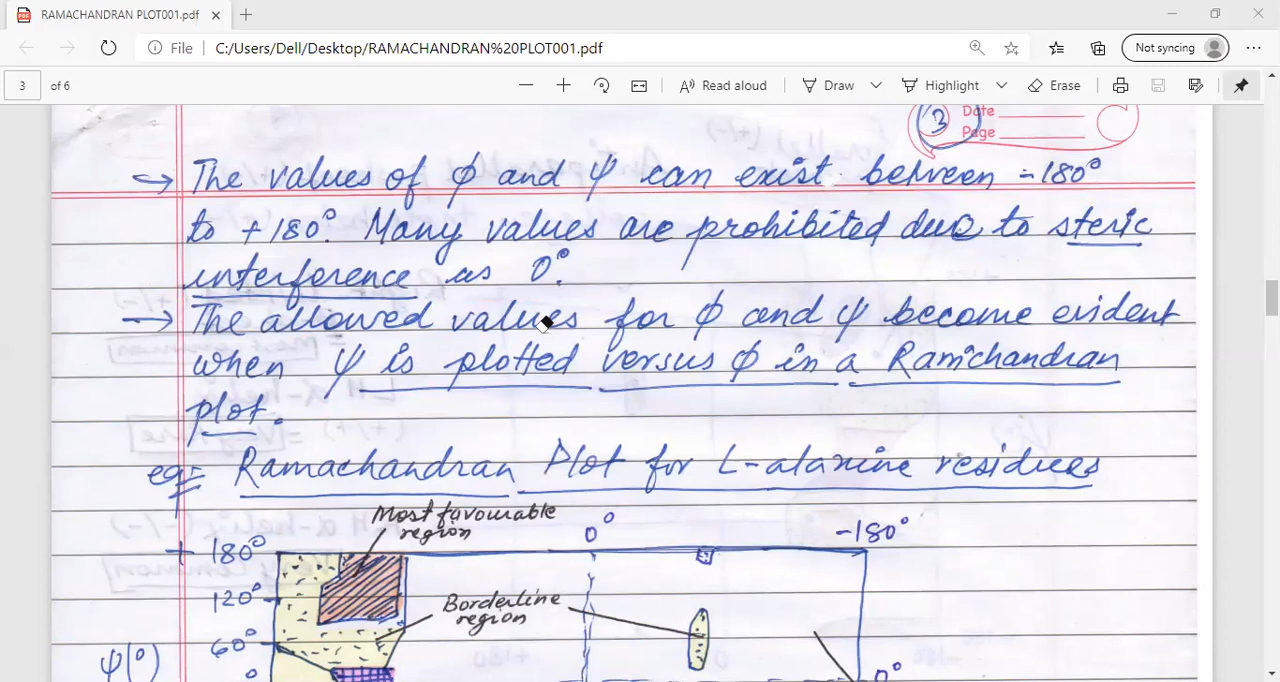 RAMACHANDRAN PLOT001.pdf
File
C:/Users/Dell/Desktop/RAMACHANDRAN%20PLOT001.pdf
Not syncing
3 of 6
Read aloud
Draw
Highlight
Erase
3
Date
Page
→ The values of φ and ψ can exist between -180°
to +180°. Many values are prohibited due to steric
interference as 0°.
→ The allowed values for φ and ψ become evident
when ψ is plotted versus φ in a Ramchandran
plot.
eg= Ramachandran Plot for L-alanine residues
Most favourable
region
0°
-180°
+ 180°
120°
Borderline
region
60°
ψ(°)
0
0°